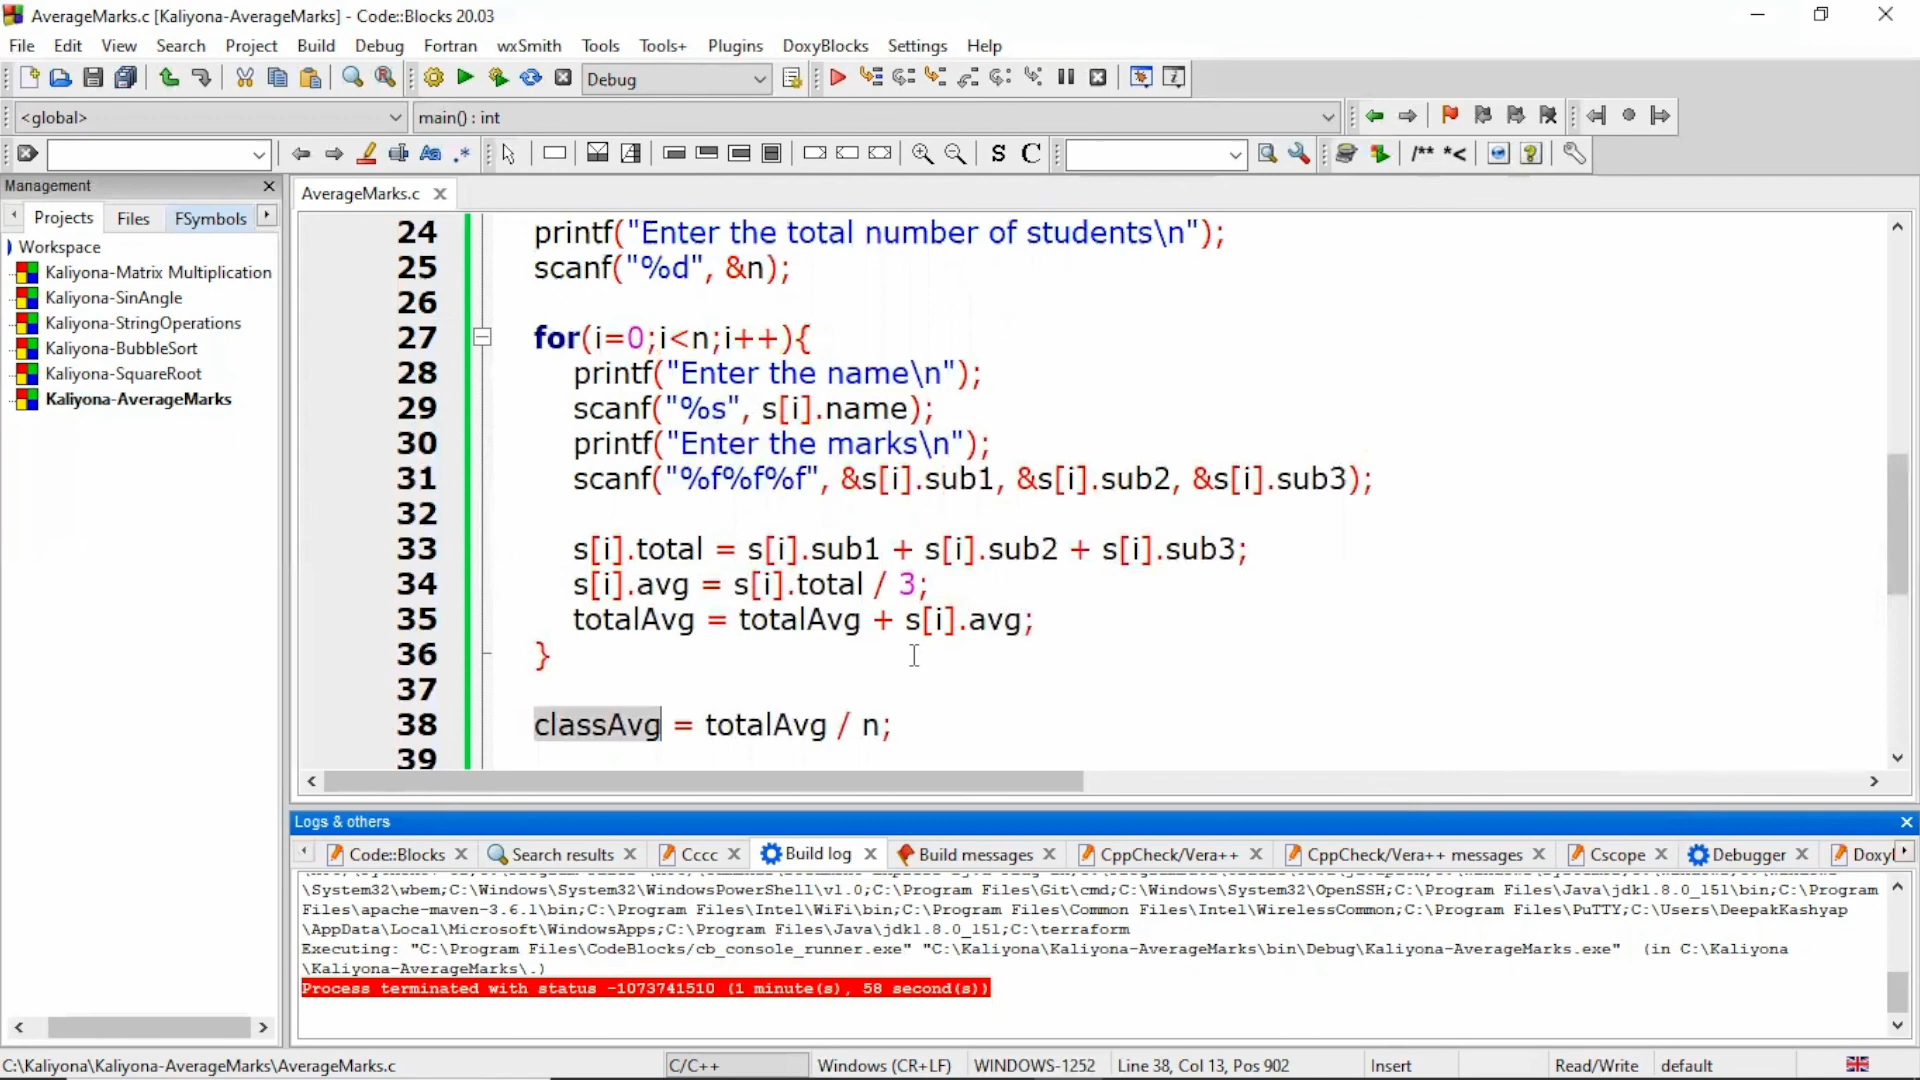 AverageMarks.c [Kaliyona-AverageMarks] - Code::Blocks 20.03
File Edit View Search Project Build Debug Fortran wxSmith Tools Tools+ Plugins DoxyBlocks Settings Help
Debug
<global> main() : int
S C /** *<
Management
AverageMarks.c
Projects Files FSymbols
Workspace
Kaliyona-Matrix Multiplication
Kaliyona-SinAngle
Kaliyona-StringOperations
Kaliyona-BubbleSort
Kaliyona-SquareRoot
Kaliyona-AverageMarks
24 printf("Enter the total number of students\n");
25 scanf("%d", &n);
26
27 for(i=0;i<n;i++){
28 printf("Enter the name\n");
29 scanf("%s", s[i].name);
30 printf("Enter the marks\n");
31 scanf("%f%f%f", &s[i].sub1, &s[i].sub2, &s[i].sub3);
32
33 s[i].total = s[i].sub1 + s[i].sub2 + s[i].sub3;
34 s[i].avg = s[i].total / 3;
35 totalAvg = totalAvg + s[i].avg;
36 }
37
38 classAvg = totalAvg / n;
39
Logs & others
Code::Blocks Search results Cccc Build log Build messages CppCheck/Vera++ CppCheck/Vera++ messages Cscope Debugger Doxyl
\System32\wbem;C:\Windows\System32\WindowsPowerShell\v1.0;C:\Program Files\Git\cmd;C:\Windows\System32\OpenSSH;C:\Program Files\Java\jdk1.8.0_151\bin;C:\Program
Files\apache-maven-3.6.1\bin;C:\Program Files\Intel\WiFi\bin;C:\Program Files\Common Files\Intel\WirelessCommon;C:\Program Files\PuTTY;C:\Users\DeepakKashyap
\AppData\Local\Microsoft\WindowsApps;C:\Program Files\Java\jdk1.8.0_151;C:\terraform
Executing: "C:\Program Files\CodeBlocks/cb_console_runner.exe" "C:\Kaliyona\Kaliyona-AverageMarks\bin\Debug\Kaliyona-AverageMarks.exe" (in C:\Kaliyona
\Kaliyona-AverageMarks\.)
Process terminated with status -1073741510 (1 minute(s), 58 second(s))
C:\Kaliyona\Kaliyona-AverageMarks\AverageMarks.c C/C++ Windows (CR+LF) WINDOWS-1252 Line 38, Col 13, Pos 902 Insert Read/Write default